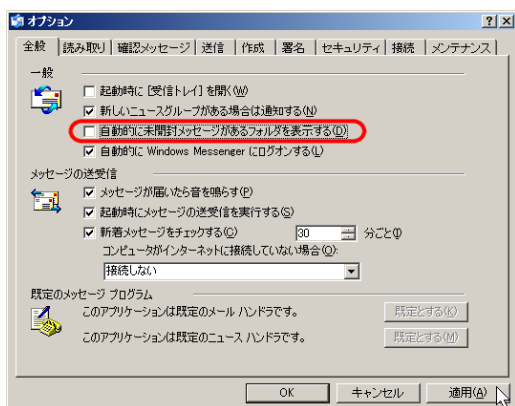 オプション
全般 読み取り 確認メッセージ 送信 作成 署名 セキュリティ 接続 メンテナンス
一般
起動時に [受信トレイ] を開く(W)
新しいニュースグループがある場合は通知する(N)
自動的に未開封メッセージがあるフォルダを表示する(D)
自動的に Windows Messenger にログオンする(L)
メッセージの送受信
メッセージが届いたら音を鳴らす(P)
起動時にメッセージの送受信を実行する(S)
新着メッセージをチェックする(C) 30 分ごと(I)
コンピュータがインターネットに接続していない場合(O):
接続しない
既定のメッセージ プログラム
このアプリケーションは既定のメール ハンドラです。 既定とする(K)
このアプリケーションは既定のニュース ハンドラです。 既定とする(M)
OK キャンセル 適用(A)